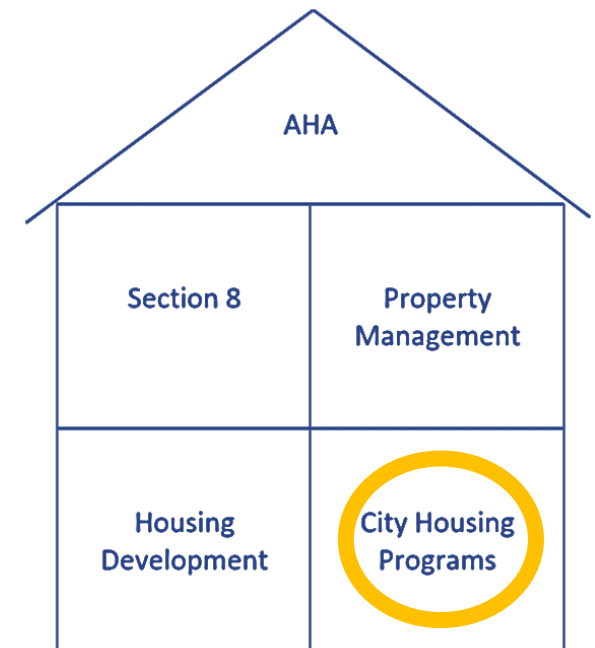 AHA
Section 8
Property
Management
Housing
Development
City Housing
Programs